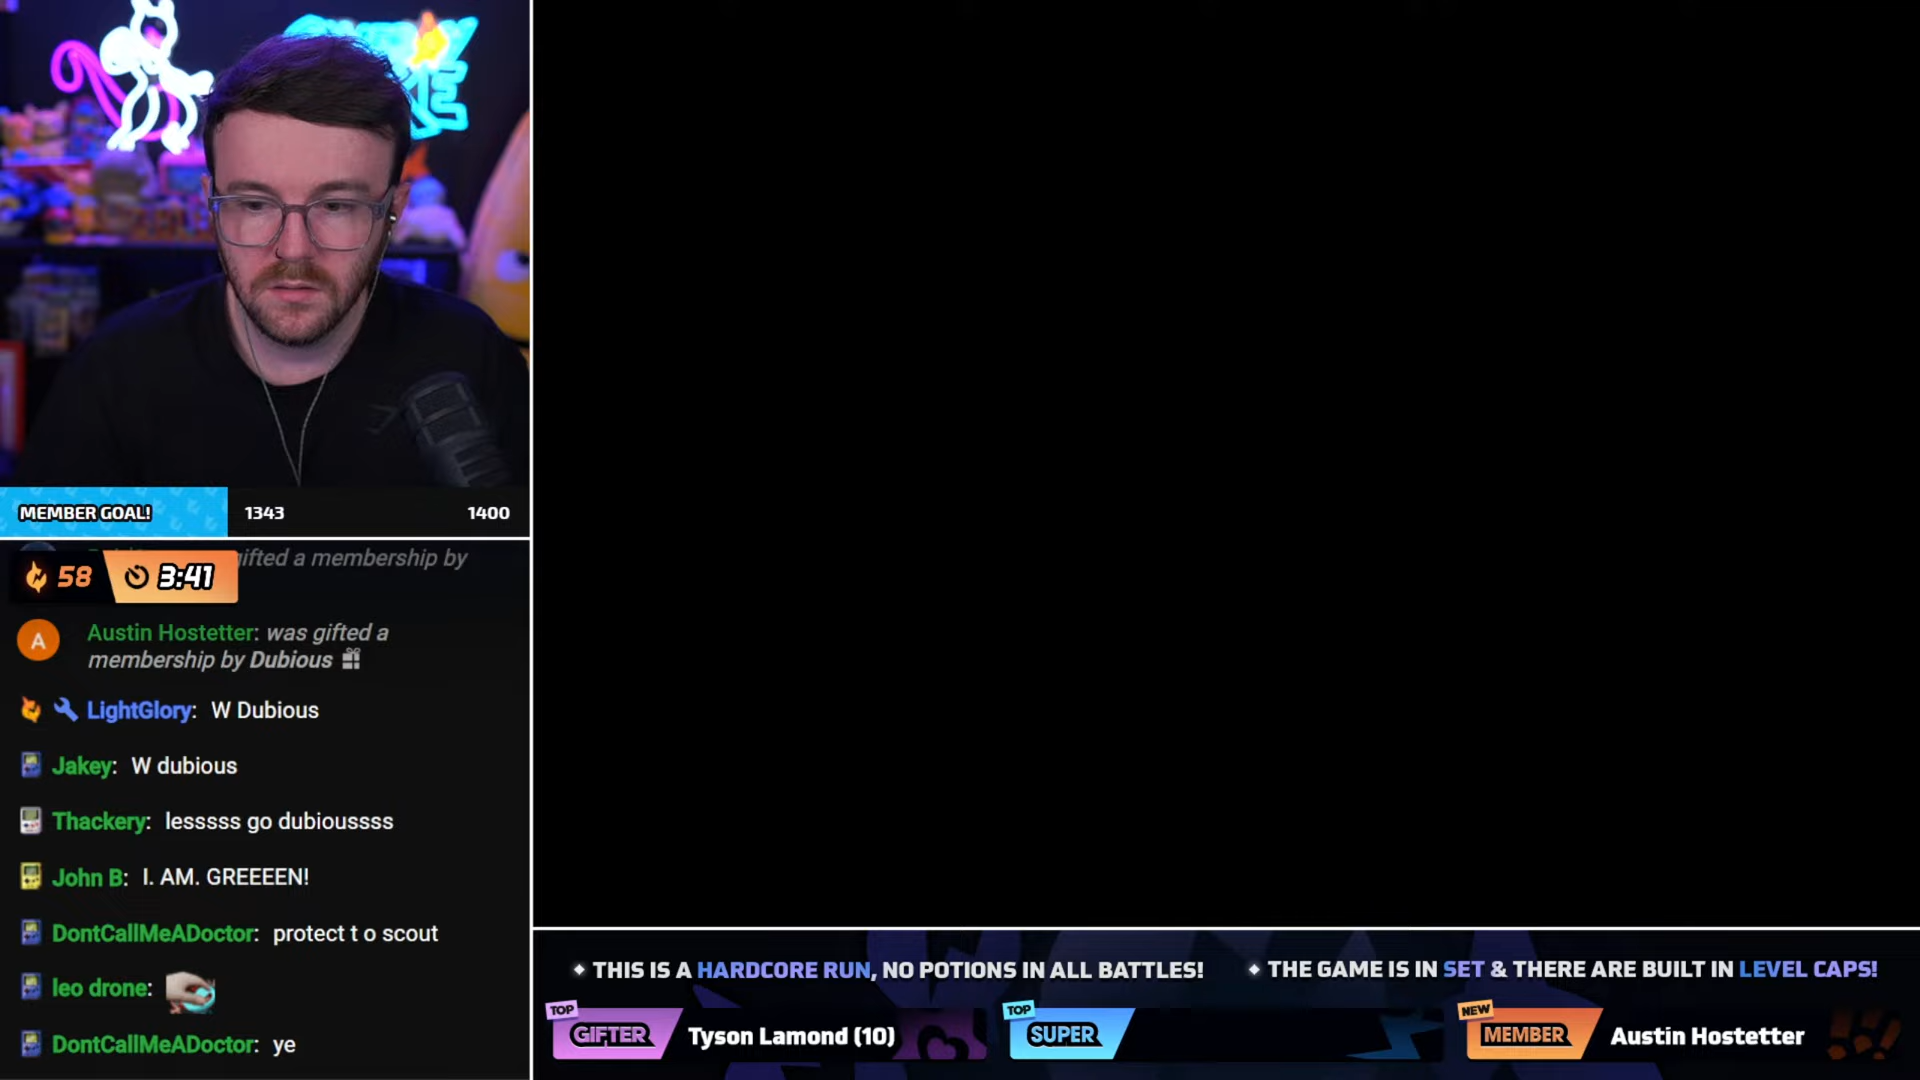 MEMBER GOAL!
1343
1400
gifted a membership by
58
3:41
A
Austin Hostetter: was gifted a
membership by Dubious
LightGlory: W Dubious
Jakey: W dubious
Thackery: lesssss go dubioussss
John B: I. AM. GREEEEN!
DontCallMeADoctor: protect t o scout
leo drone:
DontCallMeADoctor: ye
THIS IS A HARDCORE RUN, NO POTIONS IN ALL BATTLES!
THE GAME IS IN SET & THERE ARE BUILT IN LEVEL CAPS!
TOP
GIFTER
Tyson Lamond (10)
TOP
SUPER
NEW
MEMBER
Austin Hostetter